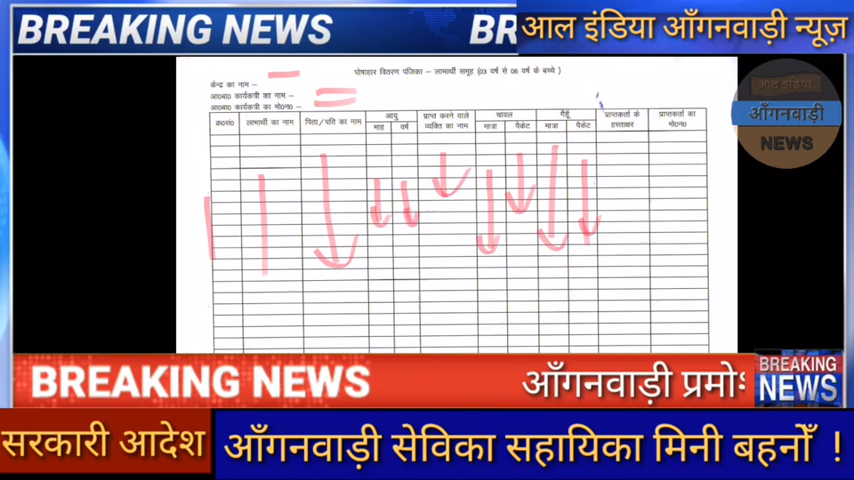 BREAKING NEWS
BR
आल इंडिया आँगनवाड़ी न्यूज़
आल इंडिया
आँगनवाड़ी
NEWS
पोषाहार वितरण पंजिका – लाभार्थी समूह (03 वर्ष से 06 वर्ष के बच्चे )
केन्द्र का नाम –
आ०बा० कार्यकत्री का नाम –
आ०बा० कार्यकत्री का मो०न० –
क्र०सं० लाभार्थी का नाम पिता/पति का नाम आयु प्राप्त करने वाले व्यक्ति का नाम चावल गेंहू प्राप्तकर्ता के हस्ताक्षर प्राप्तकर्ता का मो०न०
माह वर्ष मात्रा पैकेट मात्रा पैकेट
BREAKING NEWS
आँगनवाड़ी
BREAKING
NEWS
सरकारी आदेश
आँगनवाड़ी सेविका सहायिका मिनी बहनोँ !